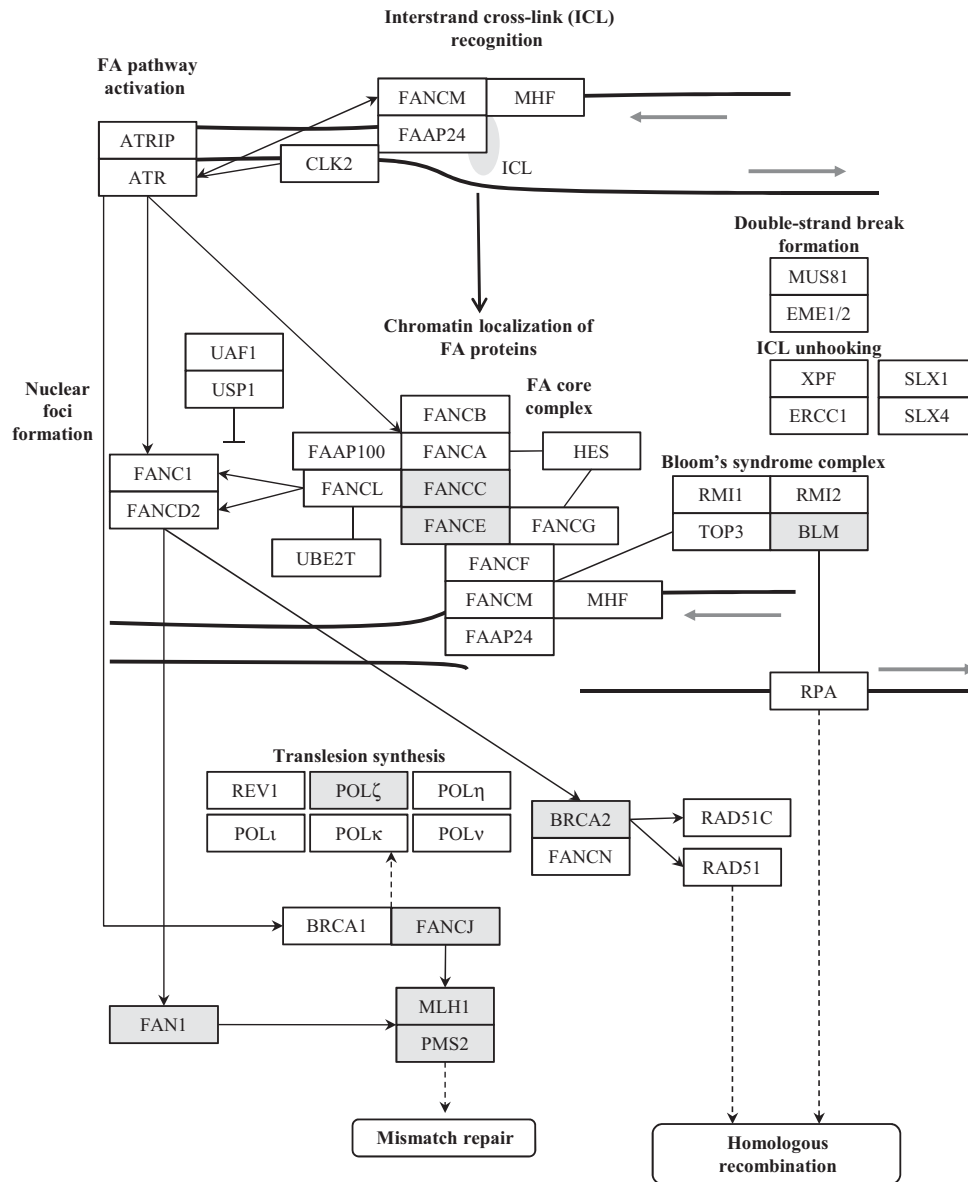 Interstrand cross-link (ICL)
recognition
FA pathway
activation
FANCM
MHF
FAAP24
ATRIP
ATR
CLK2
ICL
Double-strand break
formation
MUS81
EME1/2
Chromatin localization of
FA proteins
ICL unhooking
XPF
SLX1
ERCC1
SLX4
UAF1
USP1
Nuclear
foci
formation
FA core
complex
FANCB
FAAP100
FANCA
HES
FANCL
FANCC
FANCE
FANCG
FANC1
FANCD2
UBE2T
Bloom's syndrome complex
RMI1
RMI2
TOP3
BLM
FANCF
FANCM
MHF
FAAP24
RPA
Translesion synthesis
REV1
POLζ
POLη
POLι
POLκ
POLν
BRCA2
FANCN
RAD51C
RAD51
BRCA1
FANCJ
FAN1
MLH1
PMS2
Mismatch repair
Homologous
recombination